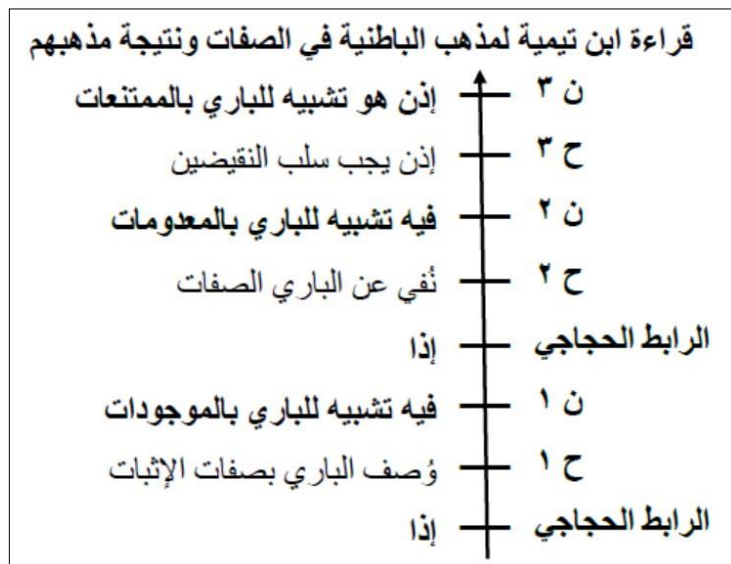 قراءة ابن تيمية لمذهب الباطنية في الصفات ونتيجة مذهبهم
ن ٣ إذن هو تشبيه للباري بالممتنعات
ح ٣ إذن يجب سلب النقيضين
ن ٢ فيه تشبيه للباري بالمعدومات
ح ٢ نُفي عن الباري الصفات
الرابط الحجاجي إذا
ن ١ فيه تشبيه للباري بالموجودات
ح ١ وُصف الباري بصفات الإثبات
الرابط الحجاجي إذا